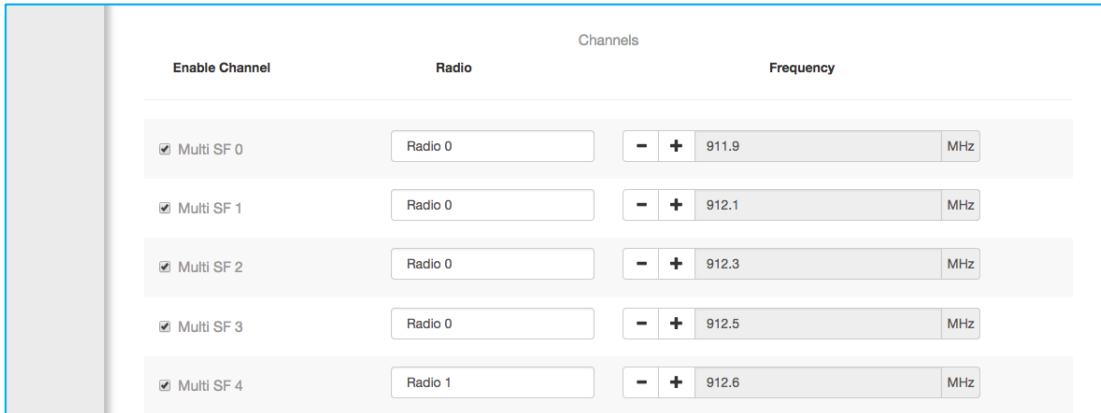 Channels
Enable Channel Radio Frequency
Multi SF 0 Radio 0 - + 911.9 MHz
Multi SF 1 Radio 0 - + 912.1 MHz
Multi SF 2 Radio 0 - + 912.3 MHz
Multi SF 3 Radio 0 - + 912.5 MHz
Multi SF 4 Radio 1 - + 912.6 MHz